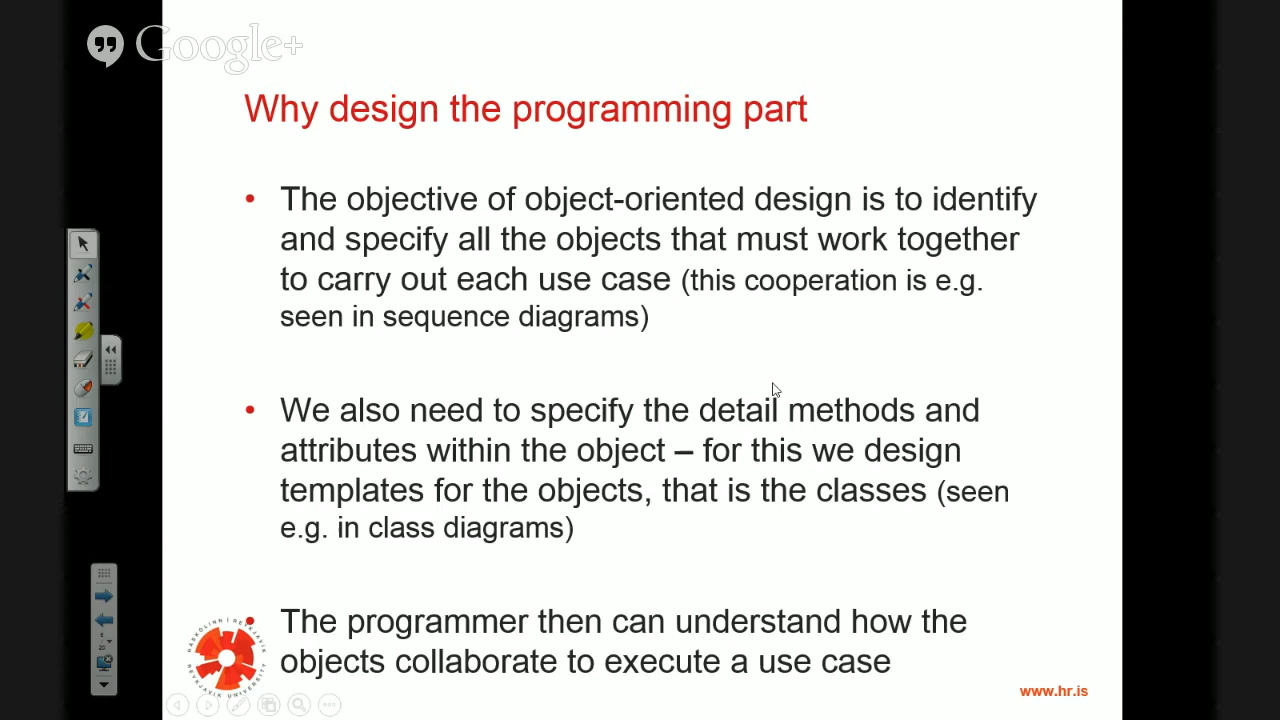 Google+
Why design the programming part
• The objective of object-oriented design is to identify
and specify all the objects that must work together
to carry out each use case (this cooperation is e.g.
seen in sequence diagrams)
• We also need to specify the detail methods and
attributes within the object – for this we design
templates for the objects, that is the classes (seen
e.g. in class diagrams)
• The programmer then can understand how the
objects collaborate to execute a use case
HÁSKÓLINN Í REYKJAVÍK
REYKJAVIK UNIVERSITY
www.hr.is